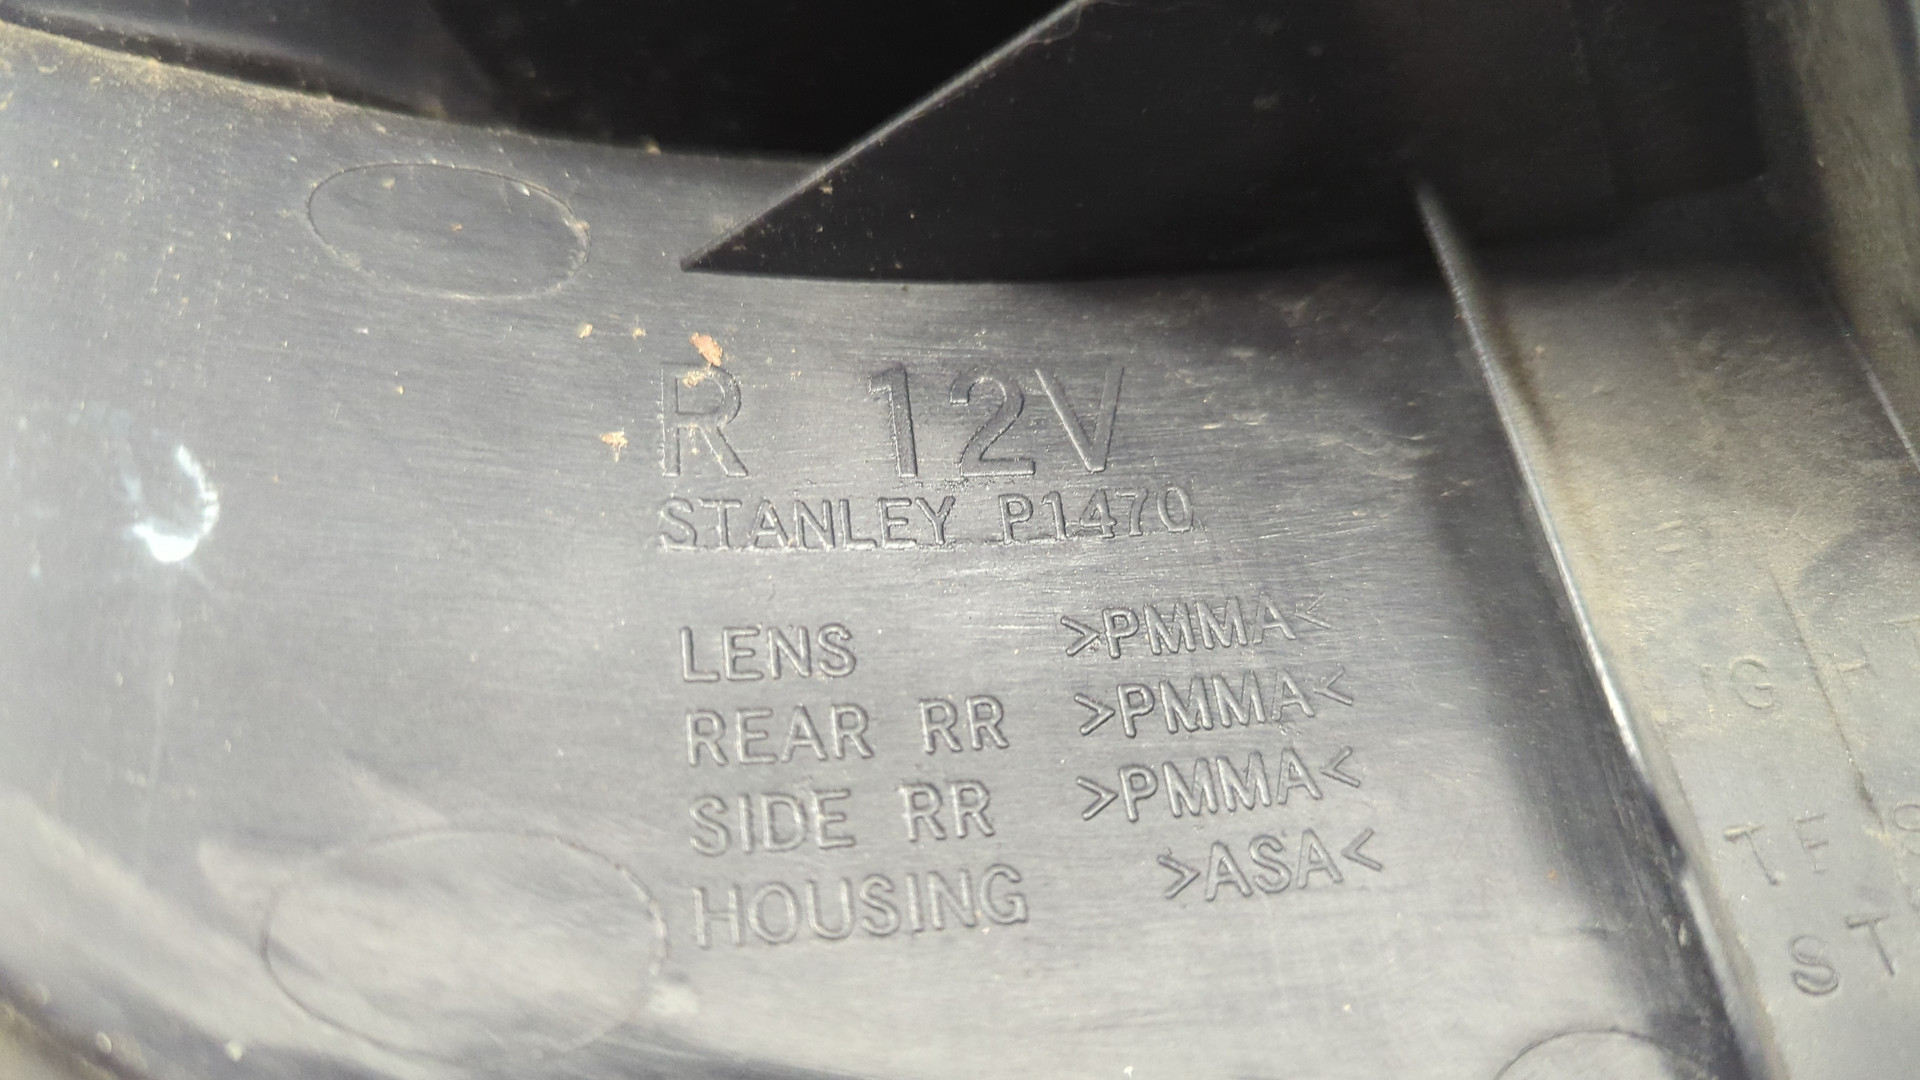 R 12V
STANLEY P1470
LENS >PMMA<
REAR RR >PMMA<
SIDE RR >PMMA<
HOUSING >ASA<